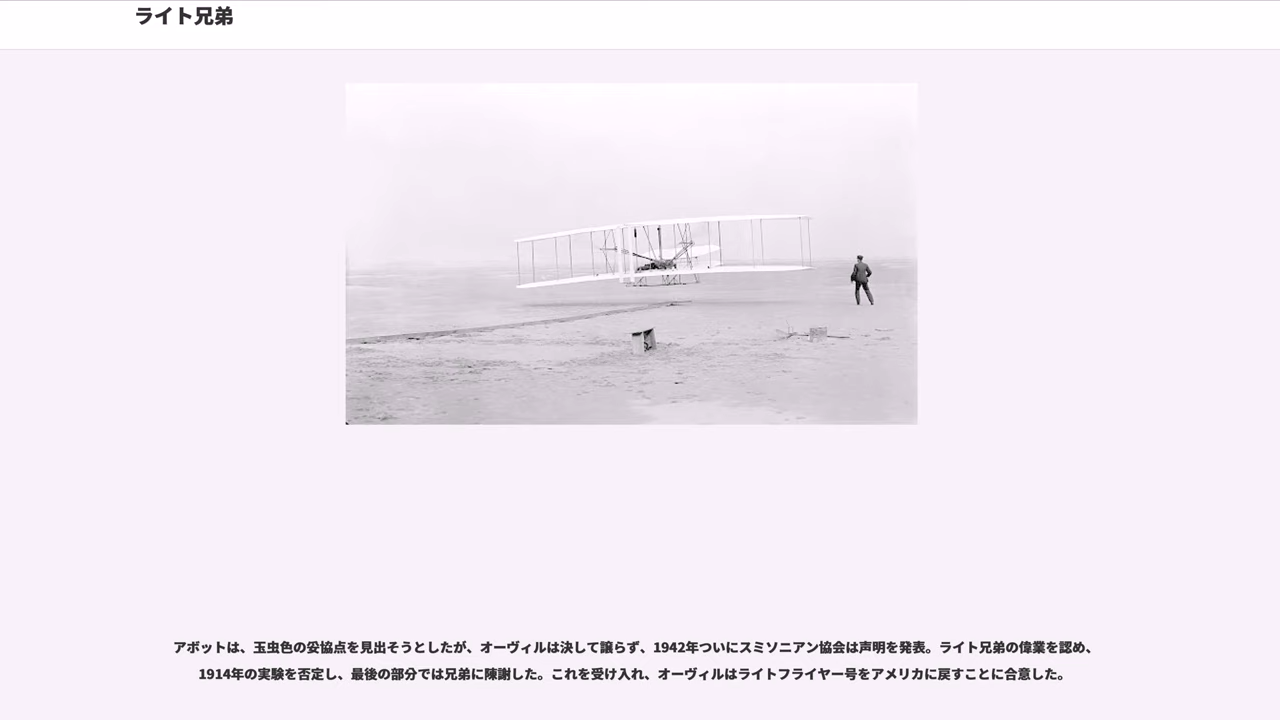 ライト兄弟
アボットは、玉虫色の妥協点を見出そうとしたが、オーヴィルは決して譲らず、1942年ついにスミソニアン協会は声明を発表。ライト兄弟の偉業を認め、
1914年の実験を否定し、最後の部分では兄弟に陳謝した。これを受け入れ、オーヴィルはライトフライヤー号をアメリカに戻すことに合意した。